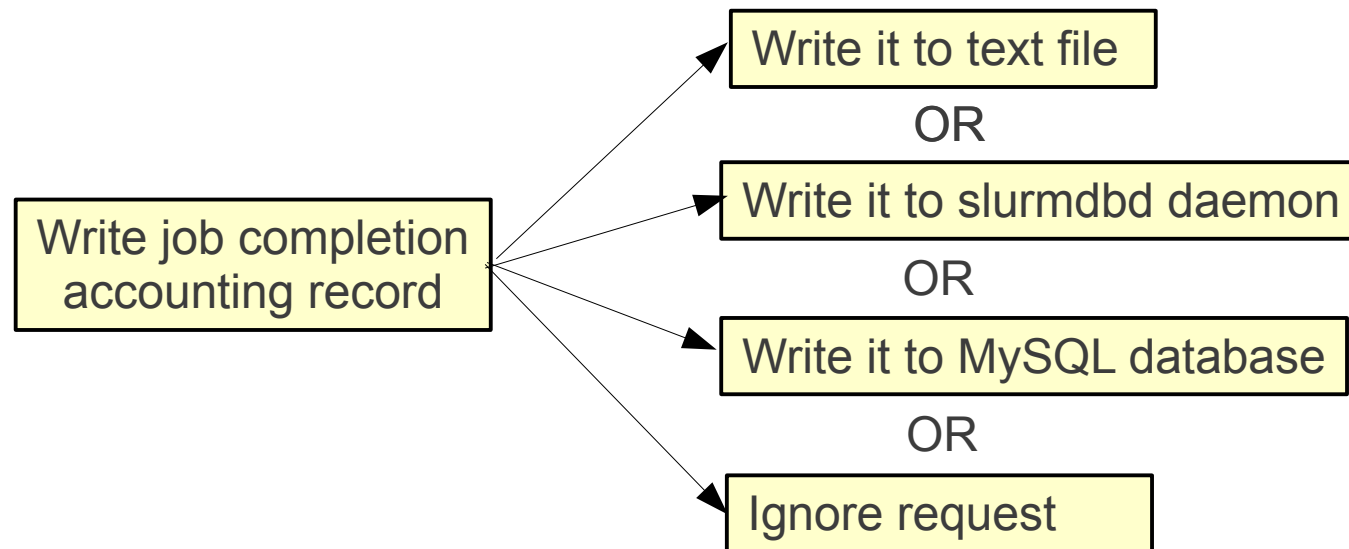 Write it to text file
OR
Write it to slurmdbd daemon
Write job completion
accounting record
OR
Write it to MySQL database
OR
Ignore request